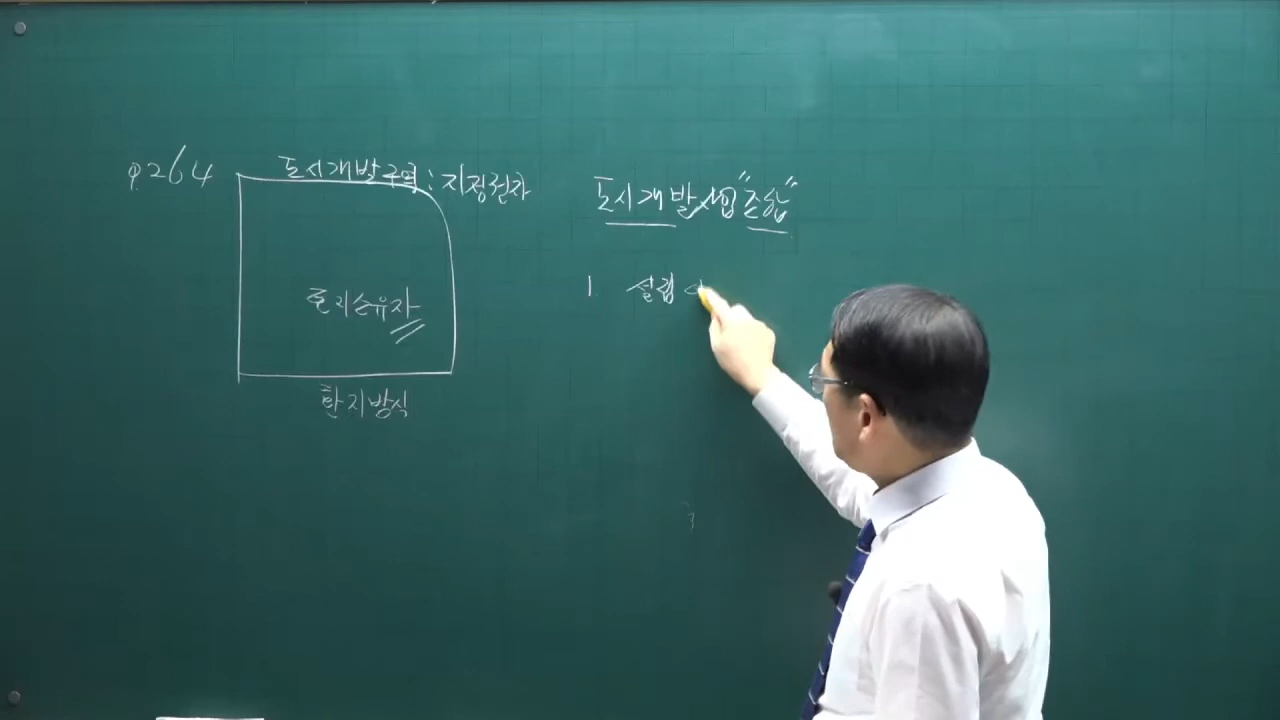 p264
도시개발구역 : 지정권자
토지소유자
환지방식
도시개발사업 "조합"
1. 설립